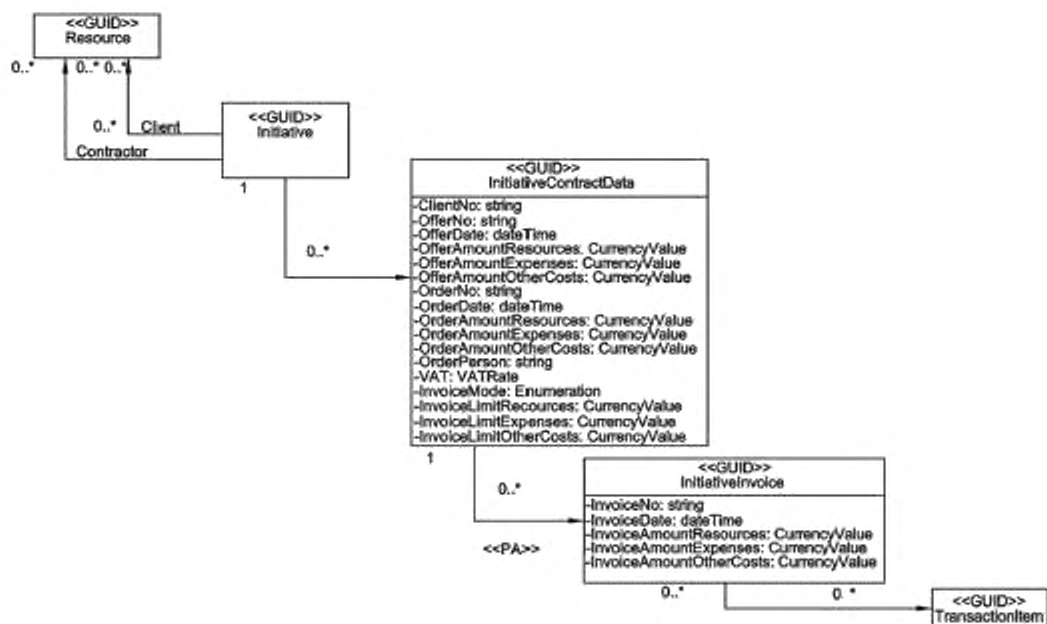 <<GUID>>
Resource
0..*
0..* 0..*
0..*
Client
Contractor
<<GUID>>
Initiative
1
0..*
<<GUID>>
InitiativeContractData
-ClientNo: string
-OfferNo: string
-OfferDate: dateTime
-OfferAmountResources: CurrencyValue
-OfferAmountExpenses: CurrencyValue
-OfferAmountOtherCosts: CurrencyValue
-OrderNo: string
-OrderDate: dateTime
-OrderAmountResources: CurrencyValue
-OrderAmountExpenses: CurrencyValue
-OrderAmountOtherCosts: CurrencyValue
-OrderPerson: string
-VAT: VATRate
-InvoiceMode: Enumeration
-InvoiceLimitRecources: CurrencyValue
-InvoiceLimitExpenses: CurrencyValue
-InvoiceLimitOtherCosts: CurrencyValue
1
0..*
<<PA>>
<<GUID>>
InitiativeInvoice
-InvoiceNo: string
-InvoiceDate: dateTime
-InvoiceAmountResources: CurrencyValue
-InvoiceAmountExpenses: CurrencyValue
-InvoiceAmountOtherCosts: CurrencyValue
0..*
0 *
<<GUID>>
TransactionItem